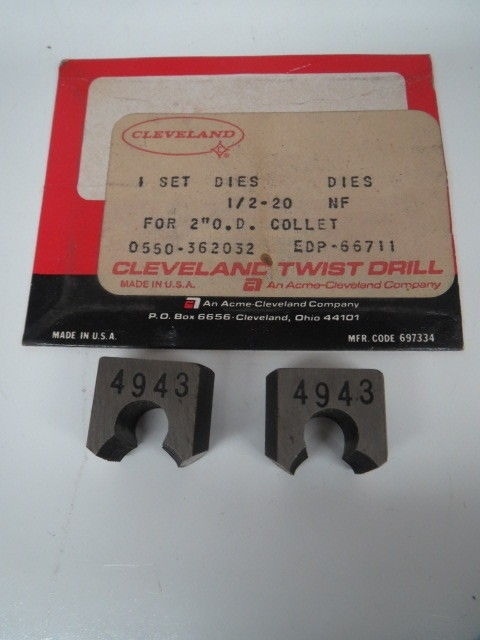 CLEVELAND
1 SET DIES DIES
1/2-20 NF
FOR 2"O.D. COLLET
0550-362032 EDP-66711
CLEVELAND TWIST DRILL
MADE IN U.S.A. An Acme-Cleveland Company
An Acme-Cleveland Company
P.O. Box 6656-Cleveland, Ohio 44101
MADE IN U.S.A. MFR. CODE 697334
4943 4943